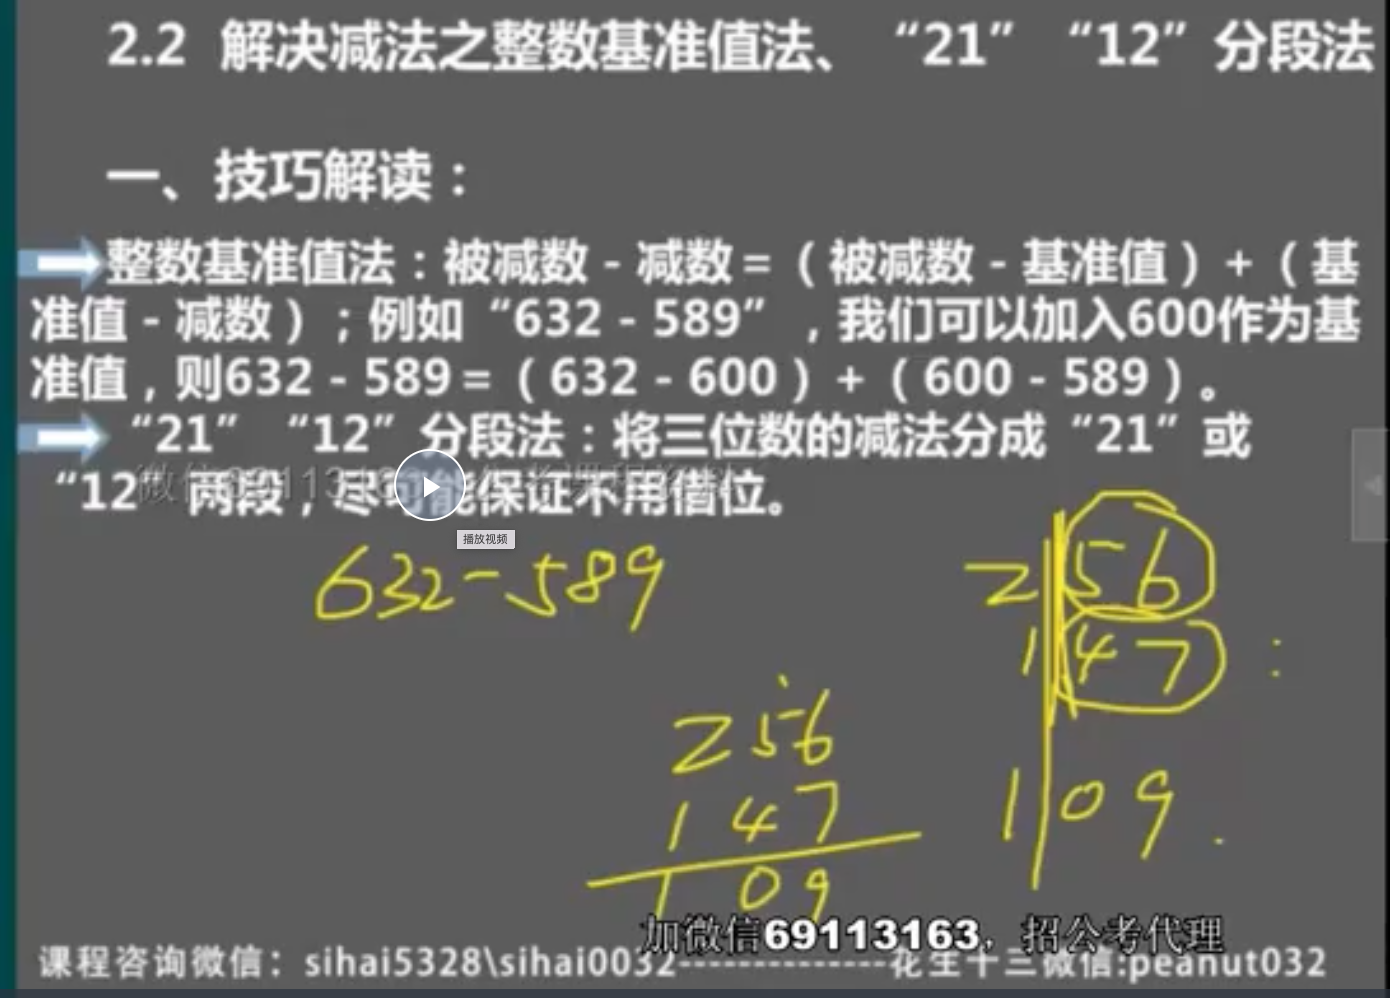 2.2 解决减法之整数基准值法、“21”“12”分段法
一、技巧解读：
整数基准值法：被减数 - 减数 =（被减数 - 基准值）+（基
准值 - 减数）；例如“632 - 589”，我们可以加入600作为基
准值，则632 - 589 =（632 - 600）+（600 - 589）。
“21”“12”分段法：将三位数的减法分成“21”或
“12”两段，尽可能保证不用借位。
播放视频
632-589
2 56
1 47 :
1 09 .
256
147
109
加微信69113163，招公考代理
课程咨询微信：sihai5328\sihai0032--------------花生十三微信:peanut032